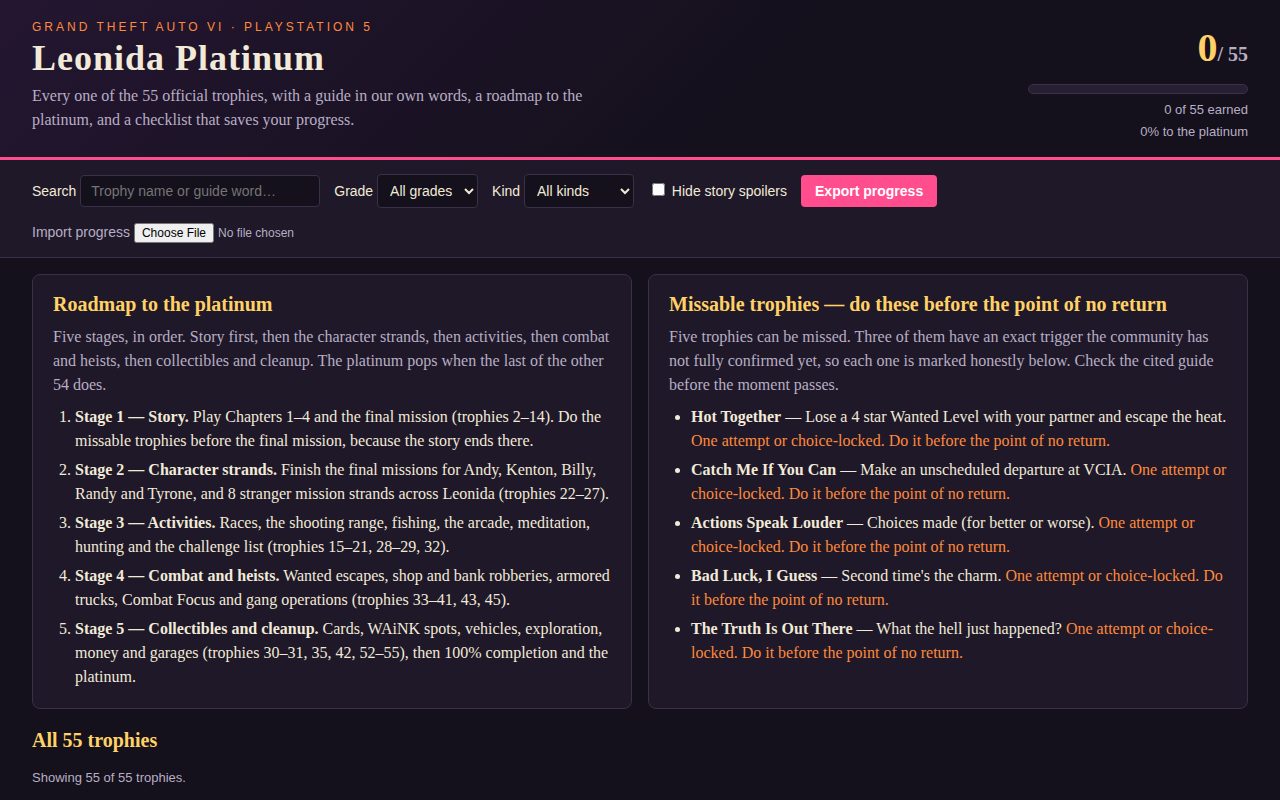 GRAND THEFT AUTO VI · PLAYSTATION 5
Leonida Platinum
Every one of the 55 official trophies, with a guide in our own words, a roadmap to the
platinum, and a checklist that saves your progress.
0/ 55
0 of 55 earned
0% to the platinum
Search Trophy name or guide word… Grade All grades Kind All kinds Hide story spoilers Export progress
Import progress Choose File No file chosen
Roadmap to the platinum
Five stages, in order. Story first, then the character strands, then activities, then combat
and heists, then collectibles and cleanup. The platinum pops when the last of the other
54 does.
1. Stage 1 — Story. Play Chapters 1–4 and the final mission (trophies 2–14). Do the
missable trophies before the final mission, because the story ends there.
2. Stage 2 — Character strands. Finish the final missions for Andy, Kenton, Billy,
Randy and Tyrone, and 8 stranger mission strands across Leonida (trophies 22–27).
3. Stage 3 — Activities. Races, the shooting range, fishing, the arcade, meditation,
hunting and the challenge list (trophies 15–21, 28–29, 32).
4. Stage 4 — Combat and heists. Wanted escapes, shop and bank robberies, armored
trucks, Combat Focus and gang operations (trophies 33–41, 43, 45).
5. Stage 5 — Collectibles and cleanup. Cards, WAiNK spots, vehicles, exploration,
money and garages (trophies 30–31, 35, 42, 52–55), then 100% completion and the
platinum.
Missable trophies — do these before the point of no return
Five trophies can be missed. Three of them have an exact trigger the community has
not fully confirmed yet, so each one is marked honestly below. Check the cited guide
before the moment passes.
• Hot Together — Lose a 4 star Wanted Level with your partner and escape the heat.
One attempt or choice-locked. Do it before the point of no return.
• Catch Me If You Can — Make an unscheduled departure at VCIA. One attempt or
choice-locked. Do it before the point of no return.
• Actions Speak Louder — Choices made (for better or worse). One attempt or
choice-locked. Do it before the point of no return.
• Bad Luck, I Guess — Second time's the charm. One attempt or choice-locked. Do
it before the point of no return.
• The Truth Is Out There — What the hell just happened? One attempt or choice-
locked. Do it before the point of no return.
All 55 trophies
Showing 55 of 55 trophies.